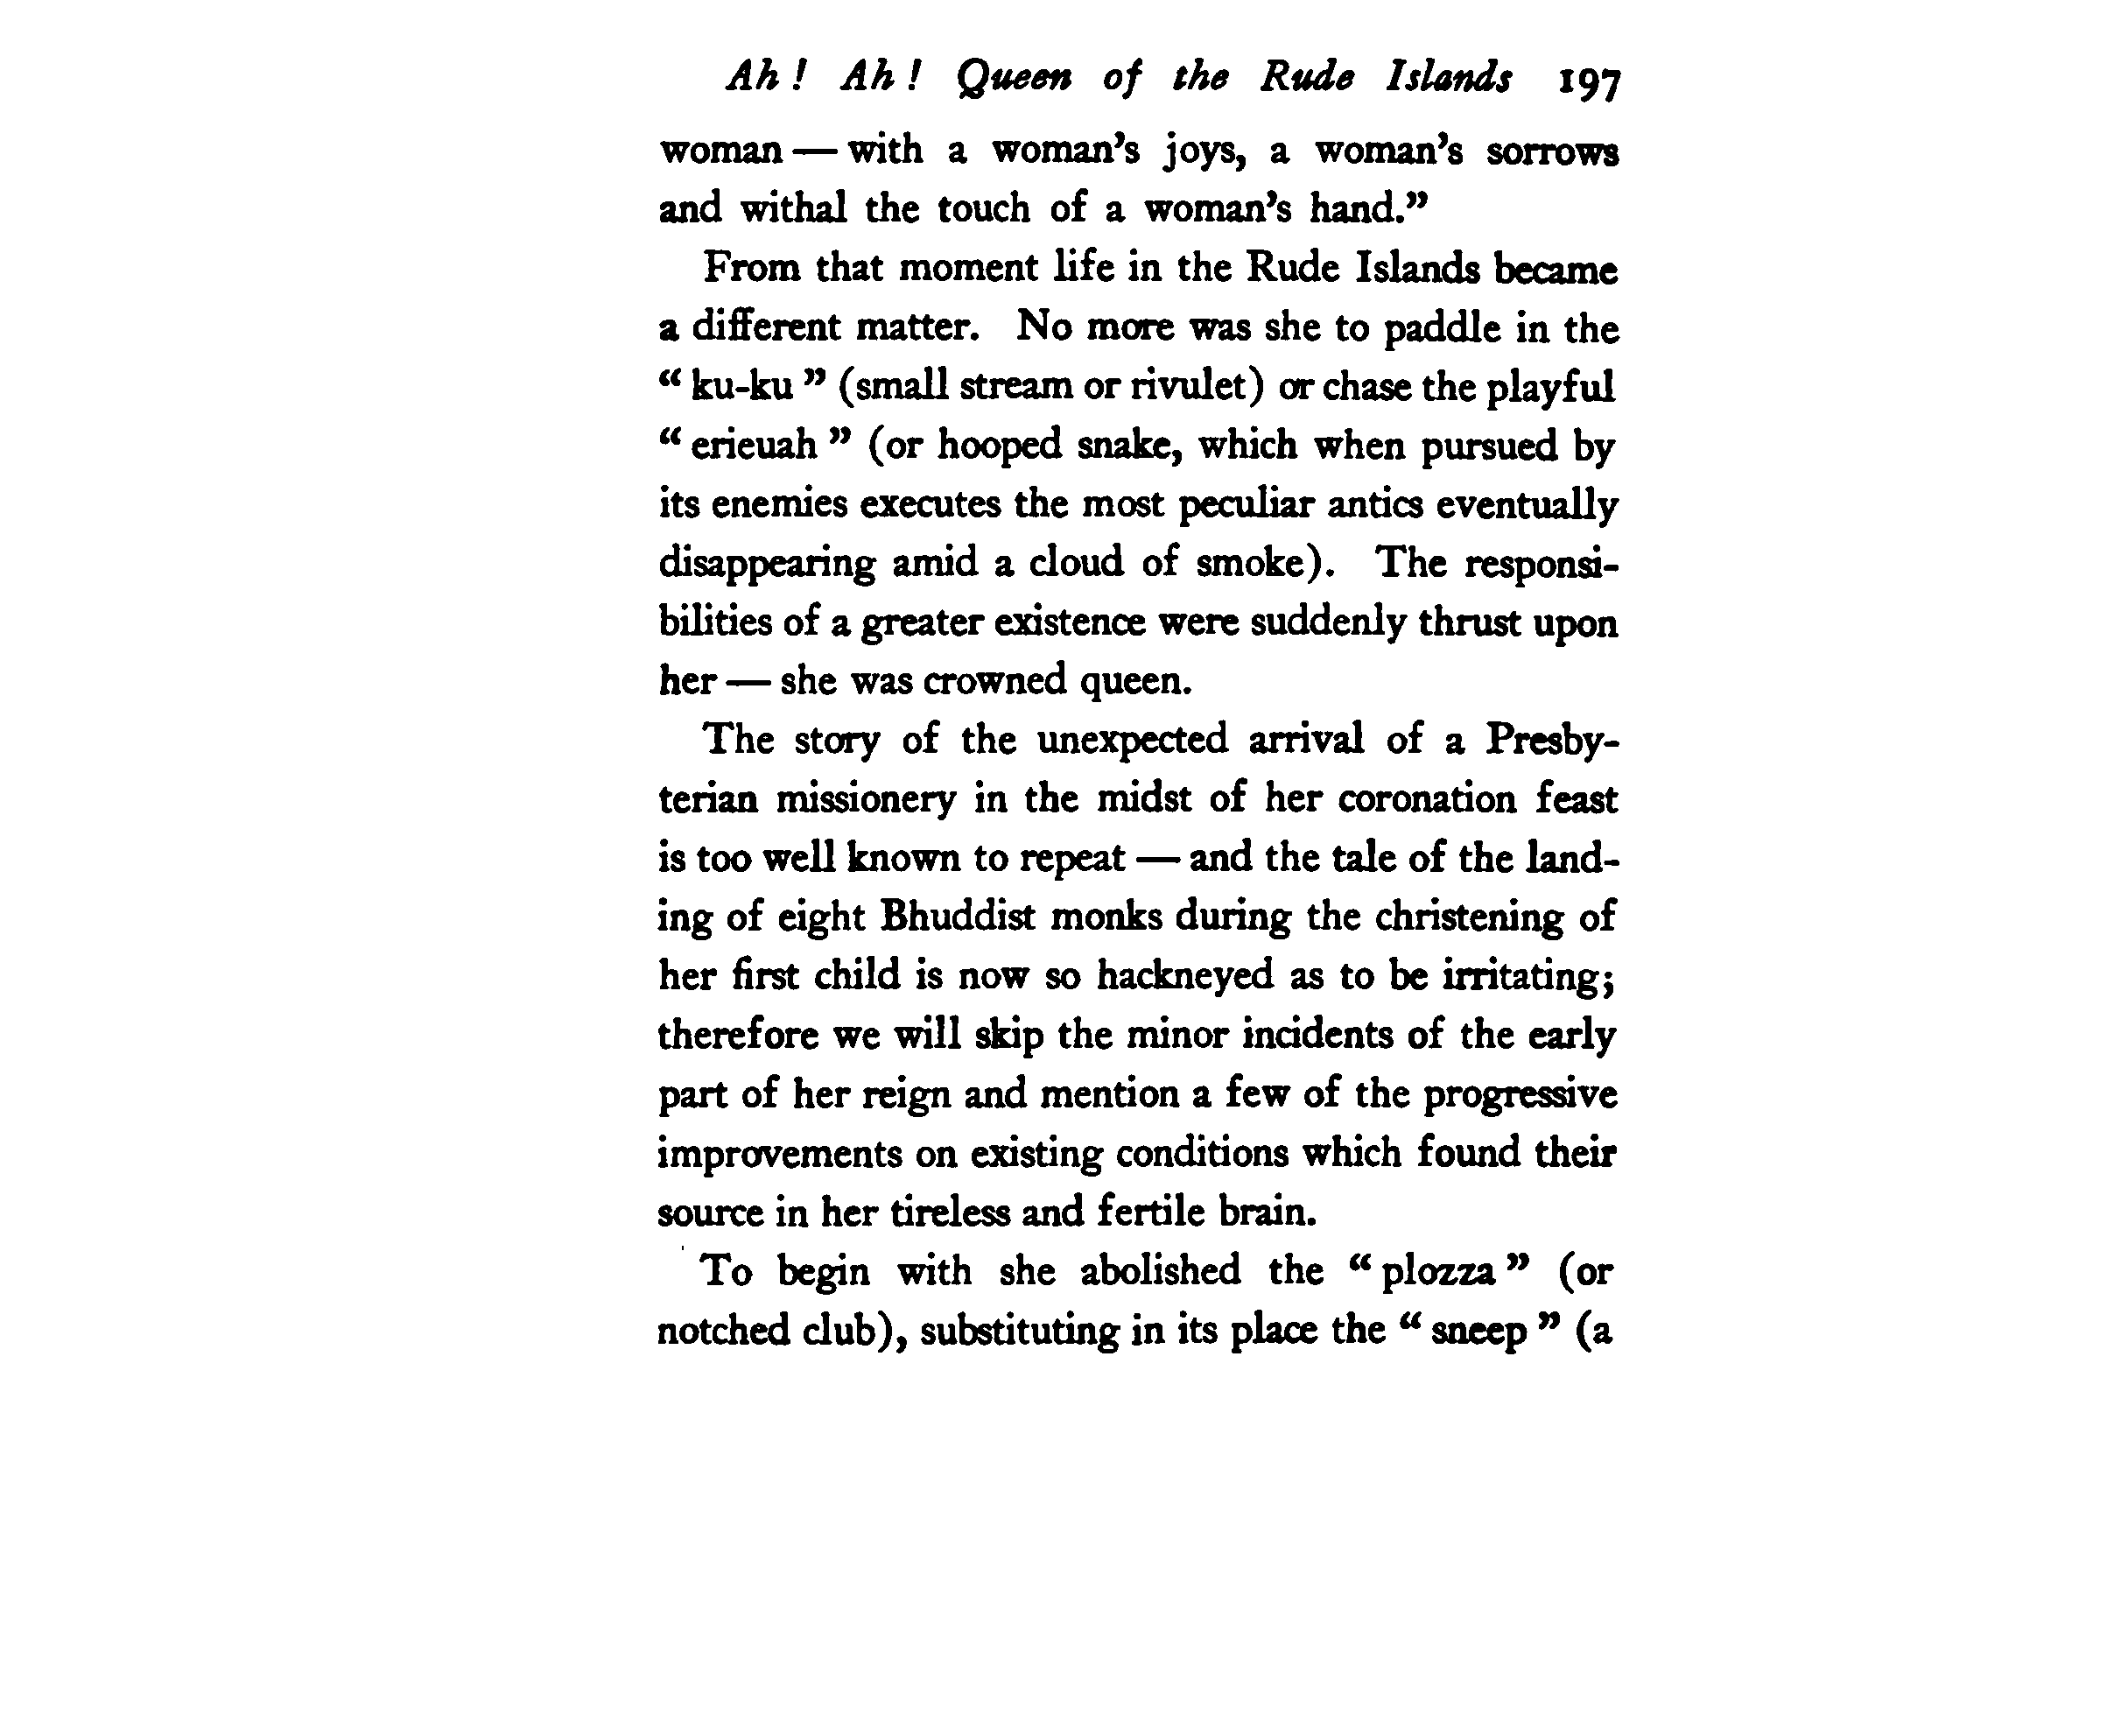 Ah! Ah! Queen of the Rude Islands 197
woman — with a woman's joys, a woman's sorrows
and withal the touch of a woman's hand.”
From that moment life in the Rude Islands became
a different matter. No more was she to paddle in the
“ku-ku” (small stream or rivulet) or chase the playful
“erieuah” (or hooped snake, which when pursued by
its enemies executes the most peculiar antics eventually
disappearing amid a cloud of smoke). The responsi-
bilities of a greater existence were suddenly thrust upon
her — she was crowned queen.
The story of the unexpected arrival of a Presby-
terian missionery in the midst of her coronation feast
is too well known to repeat — and the tale of the land-
ing of eight Bhuddist monks during the christening of
her first child is now so hackneyed as to be irritating;
therefore we will skip the minor incidents of the early
part of her reign and mention a few of the progressive
improvements on existing conditions which found their
source in her tireless and fertile brain.
To begin with she abolished the “plozza” (or
notched club), substituting in its place the “sneep” (a